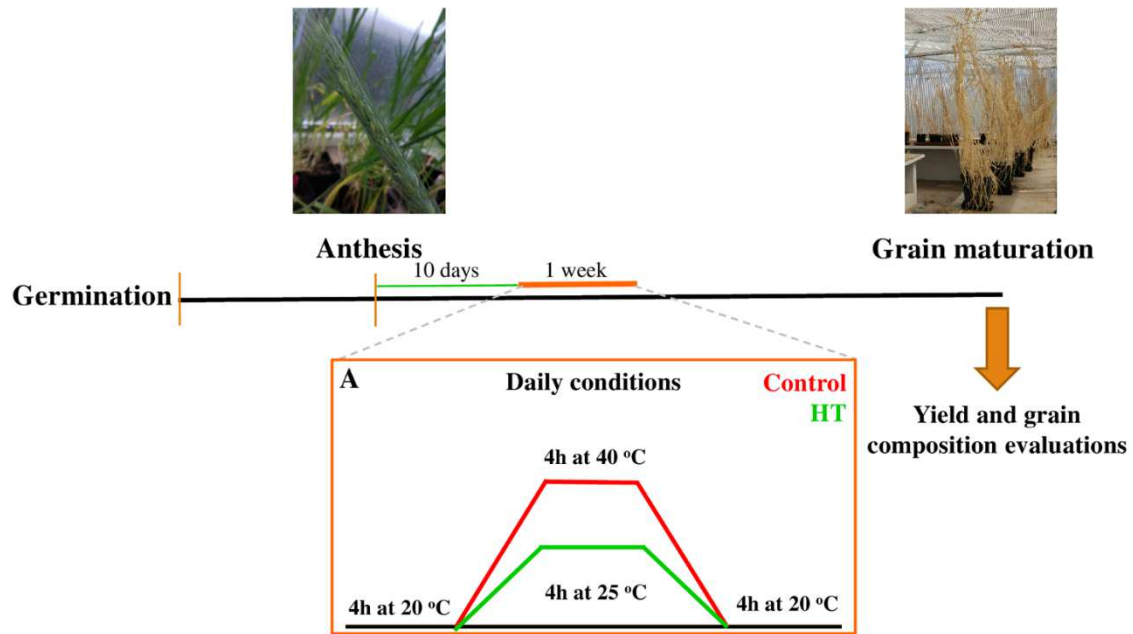 Anthesis
Grain maturation
10 days
1 week
Germination
A
Daily conditions
Control
HT
4h at 40 ºC
4h at 25 ºC
4h at 20 ºC
4h at 20 ºC
Yield and grain
composition evaluations